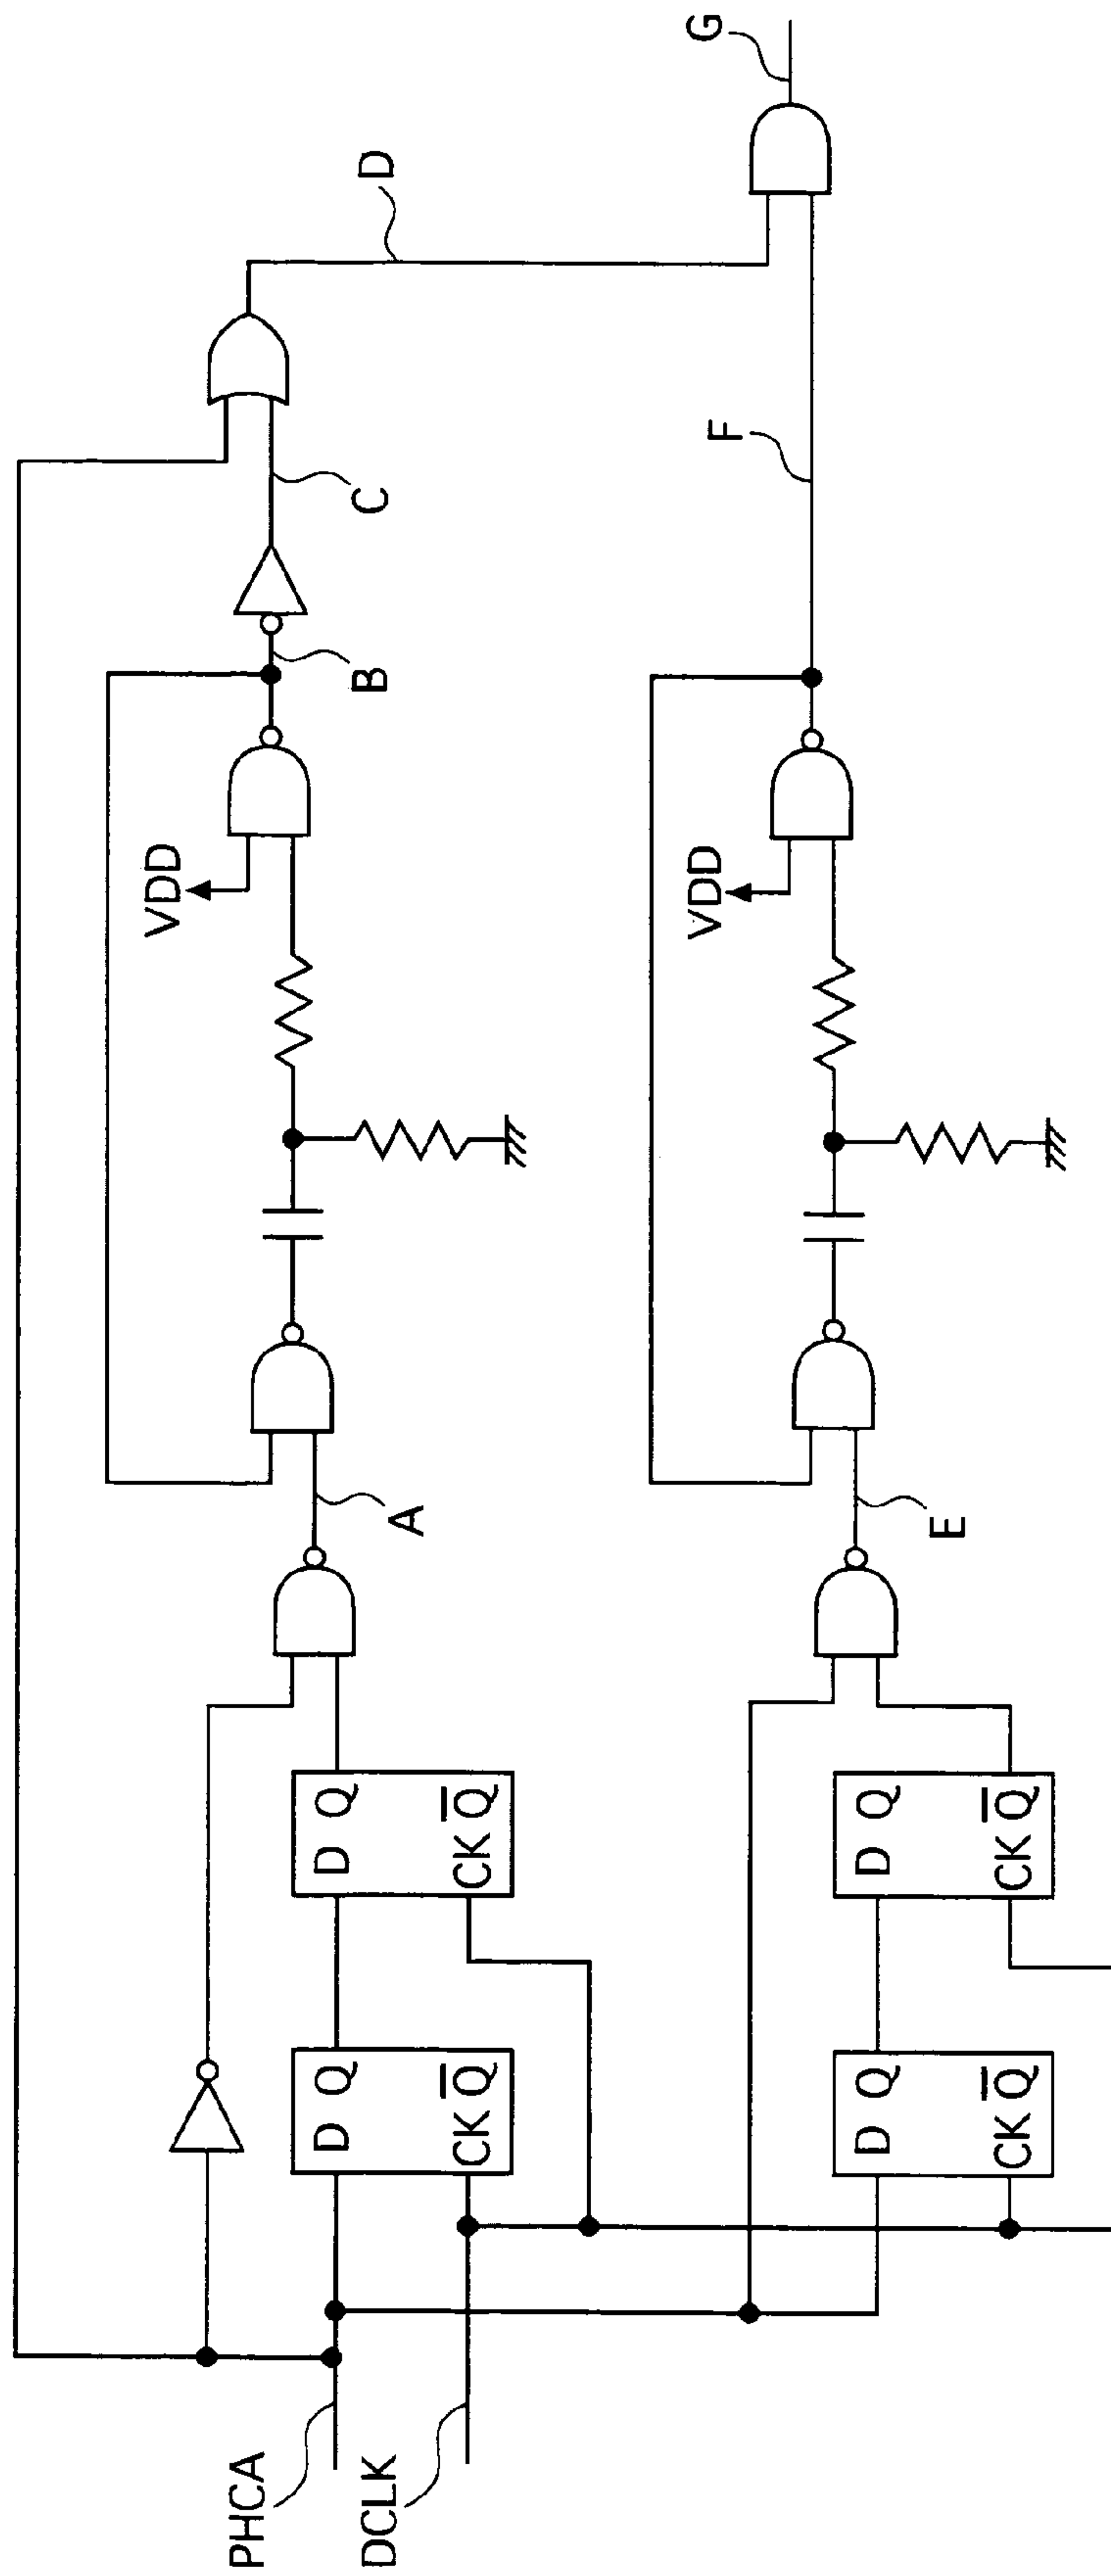 PHCA
DCLK
D Q
CK Q̅
D Q
CK Q̅
A
VDD
B
C
D
D Q
CK Q̅
D Q
CK Q̅
E
VDD
F
G